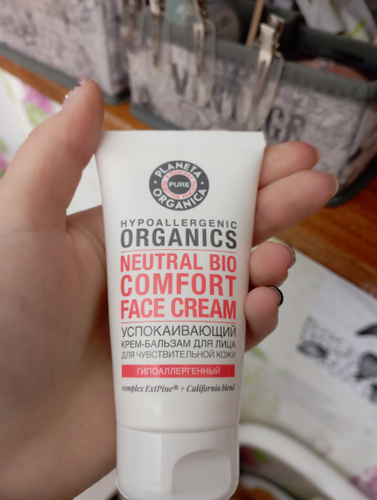 PLANETA
PURE
ORGANICA
HYPOALLERGENIC
ORGANICS
NEUTRAL BIO
COMFORT
FACE CREAM
УСПОКАИВАЮЩИЙ
КРЕМ-БАЛЬЗАМ ДЛЯ ЛИЦА
ДЛЯ ЧУВСТВИТЕЛЬНОЙ КОЖИ
ГИПОАЛЛЕРГЕННЫЙ
complex ExtPine® + California blend